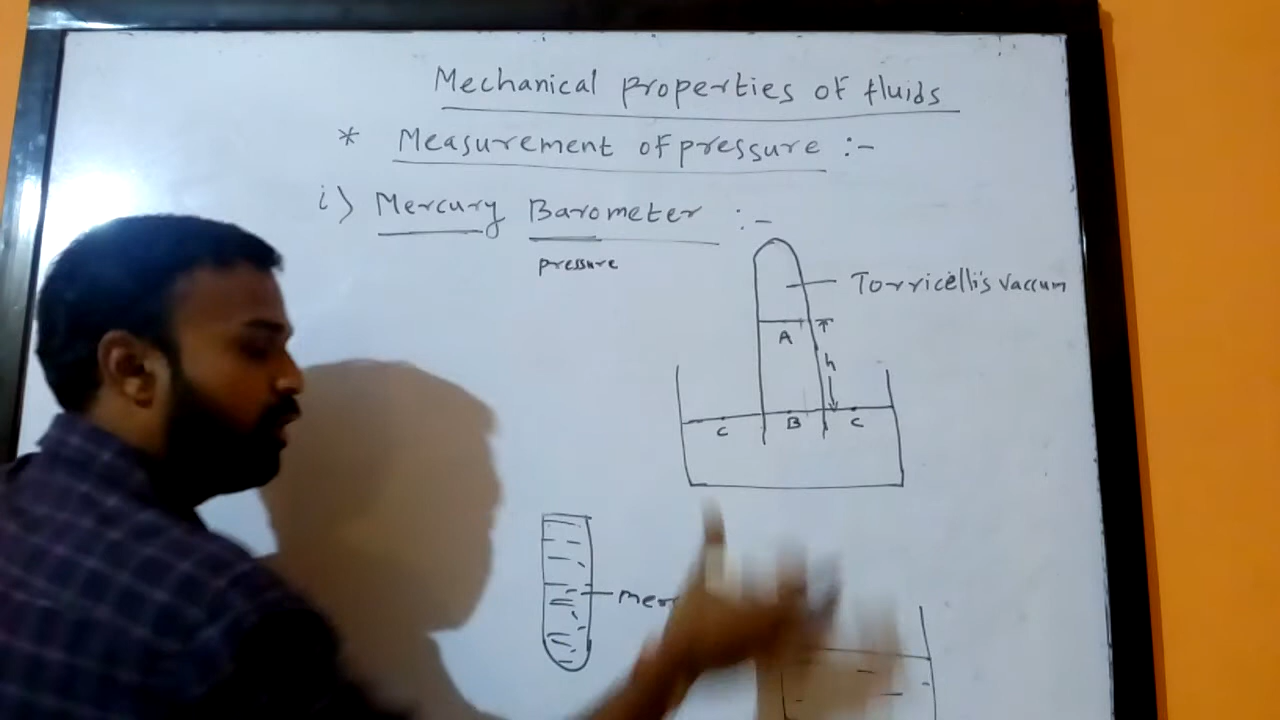 Mechanical properties of fluids
* Measurement of pressure :-
i) Mercury Barometer :-
pressure
Torricelli's vaccum
A
h
C B C